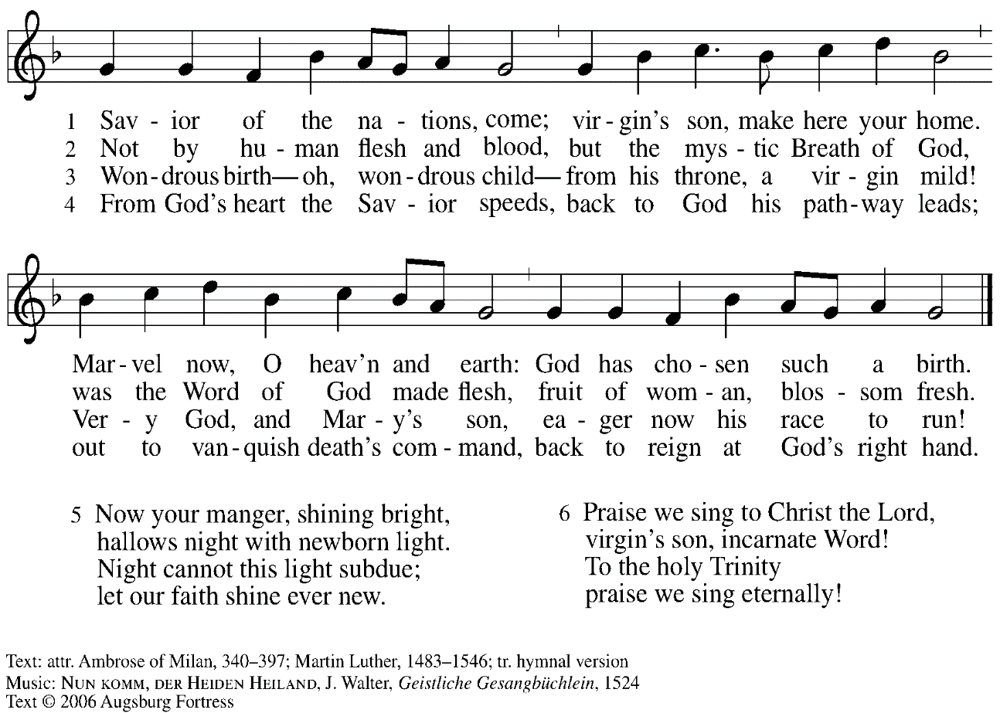 1 Sav - ior of the na - tions, come; vir - gin's son, make here your home.
2 Not by hu - man flesh and blood, but the mys - tic Breath of God,
3 Won - drous birth—oh, won - drous child—from his throne, a vir - gin mild!
4 From God's heart the Sav - ior speeds, back to God his path - way leads;
Mar - vel now, O heav'n and earth: God has cho - sen such a birth.
was the Word of God made flesh, fruit of wom - an, blos - som fresh.
Ver - y God, and Mar - y's son, ea - ger now his race to run!
out to van - quish death's com - mand, back to reign at God's right hand.
5 Now your manger, shining bright,
hallows night with newborn light.
Night cannot this light subdue;
let our faith shine ever new.
6 Praise we sing to Christ the Lord,
virgin's son, incarnate Word!
To the holy Trinity
praise we sing eternally!
Text: attr. Ambrose of Milan, 340–397; Martin Luther, 1483–1546; tr. hymnal version
Music: NUN KOMM, DER HEIDEN HEILAND, J. Walter, Geistliche Gesangbüchlein, 1524
Text © 2006 Augsburg Fortress